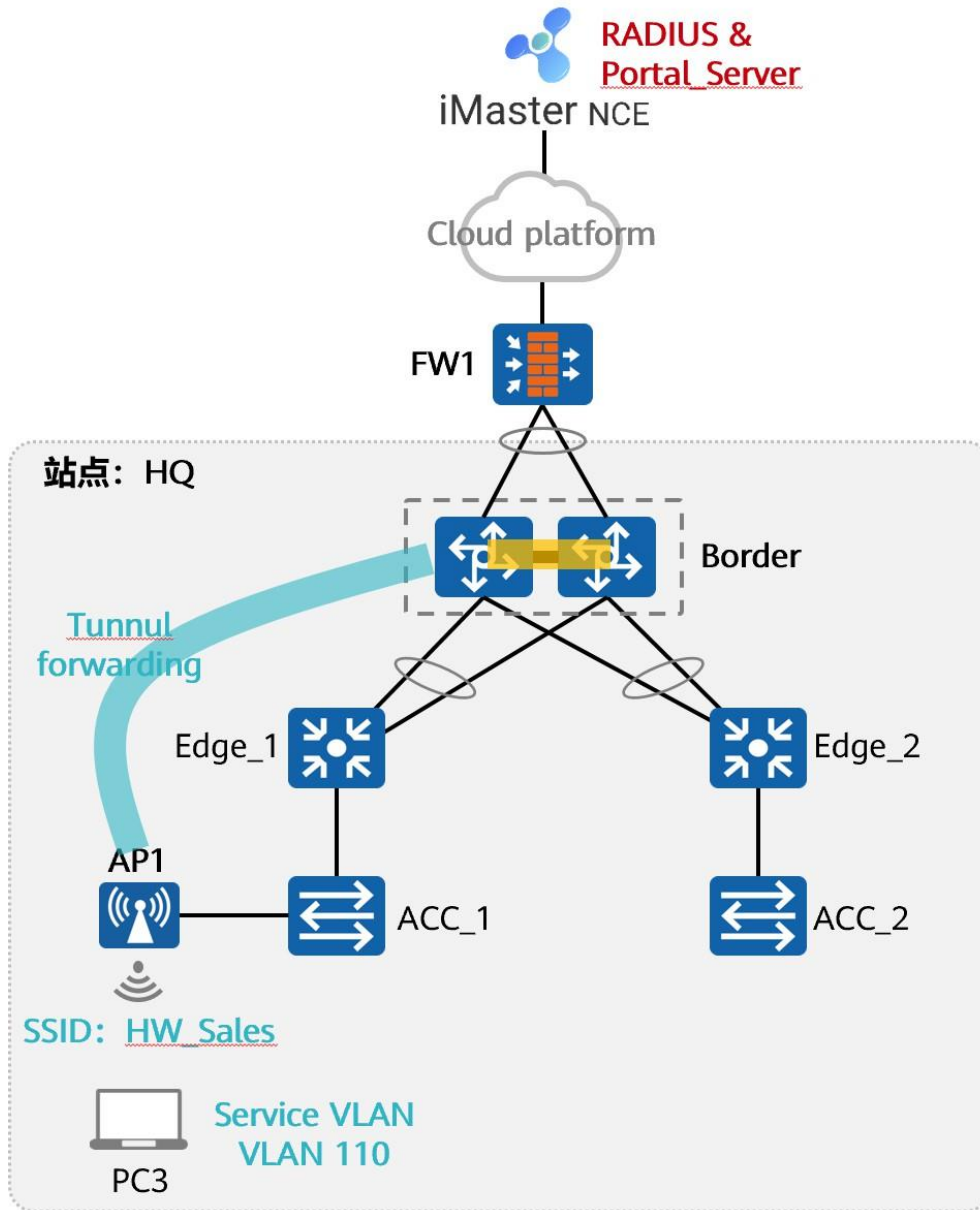 RADIUS &
Portal_Server
iMaster NCE
Cloud platform
FW1
站点：HQ
Border
Tunnul
forwarding
Edge_1
Edge_2
AP1
ACC_1
ACC_2
SSID：HW_Sales
Service VLAN
VLAN 110
PC3